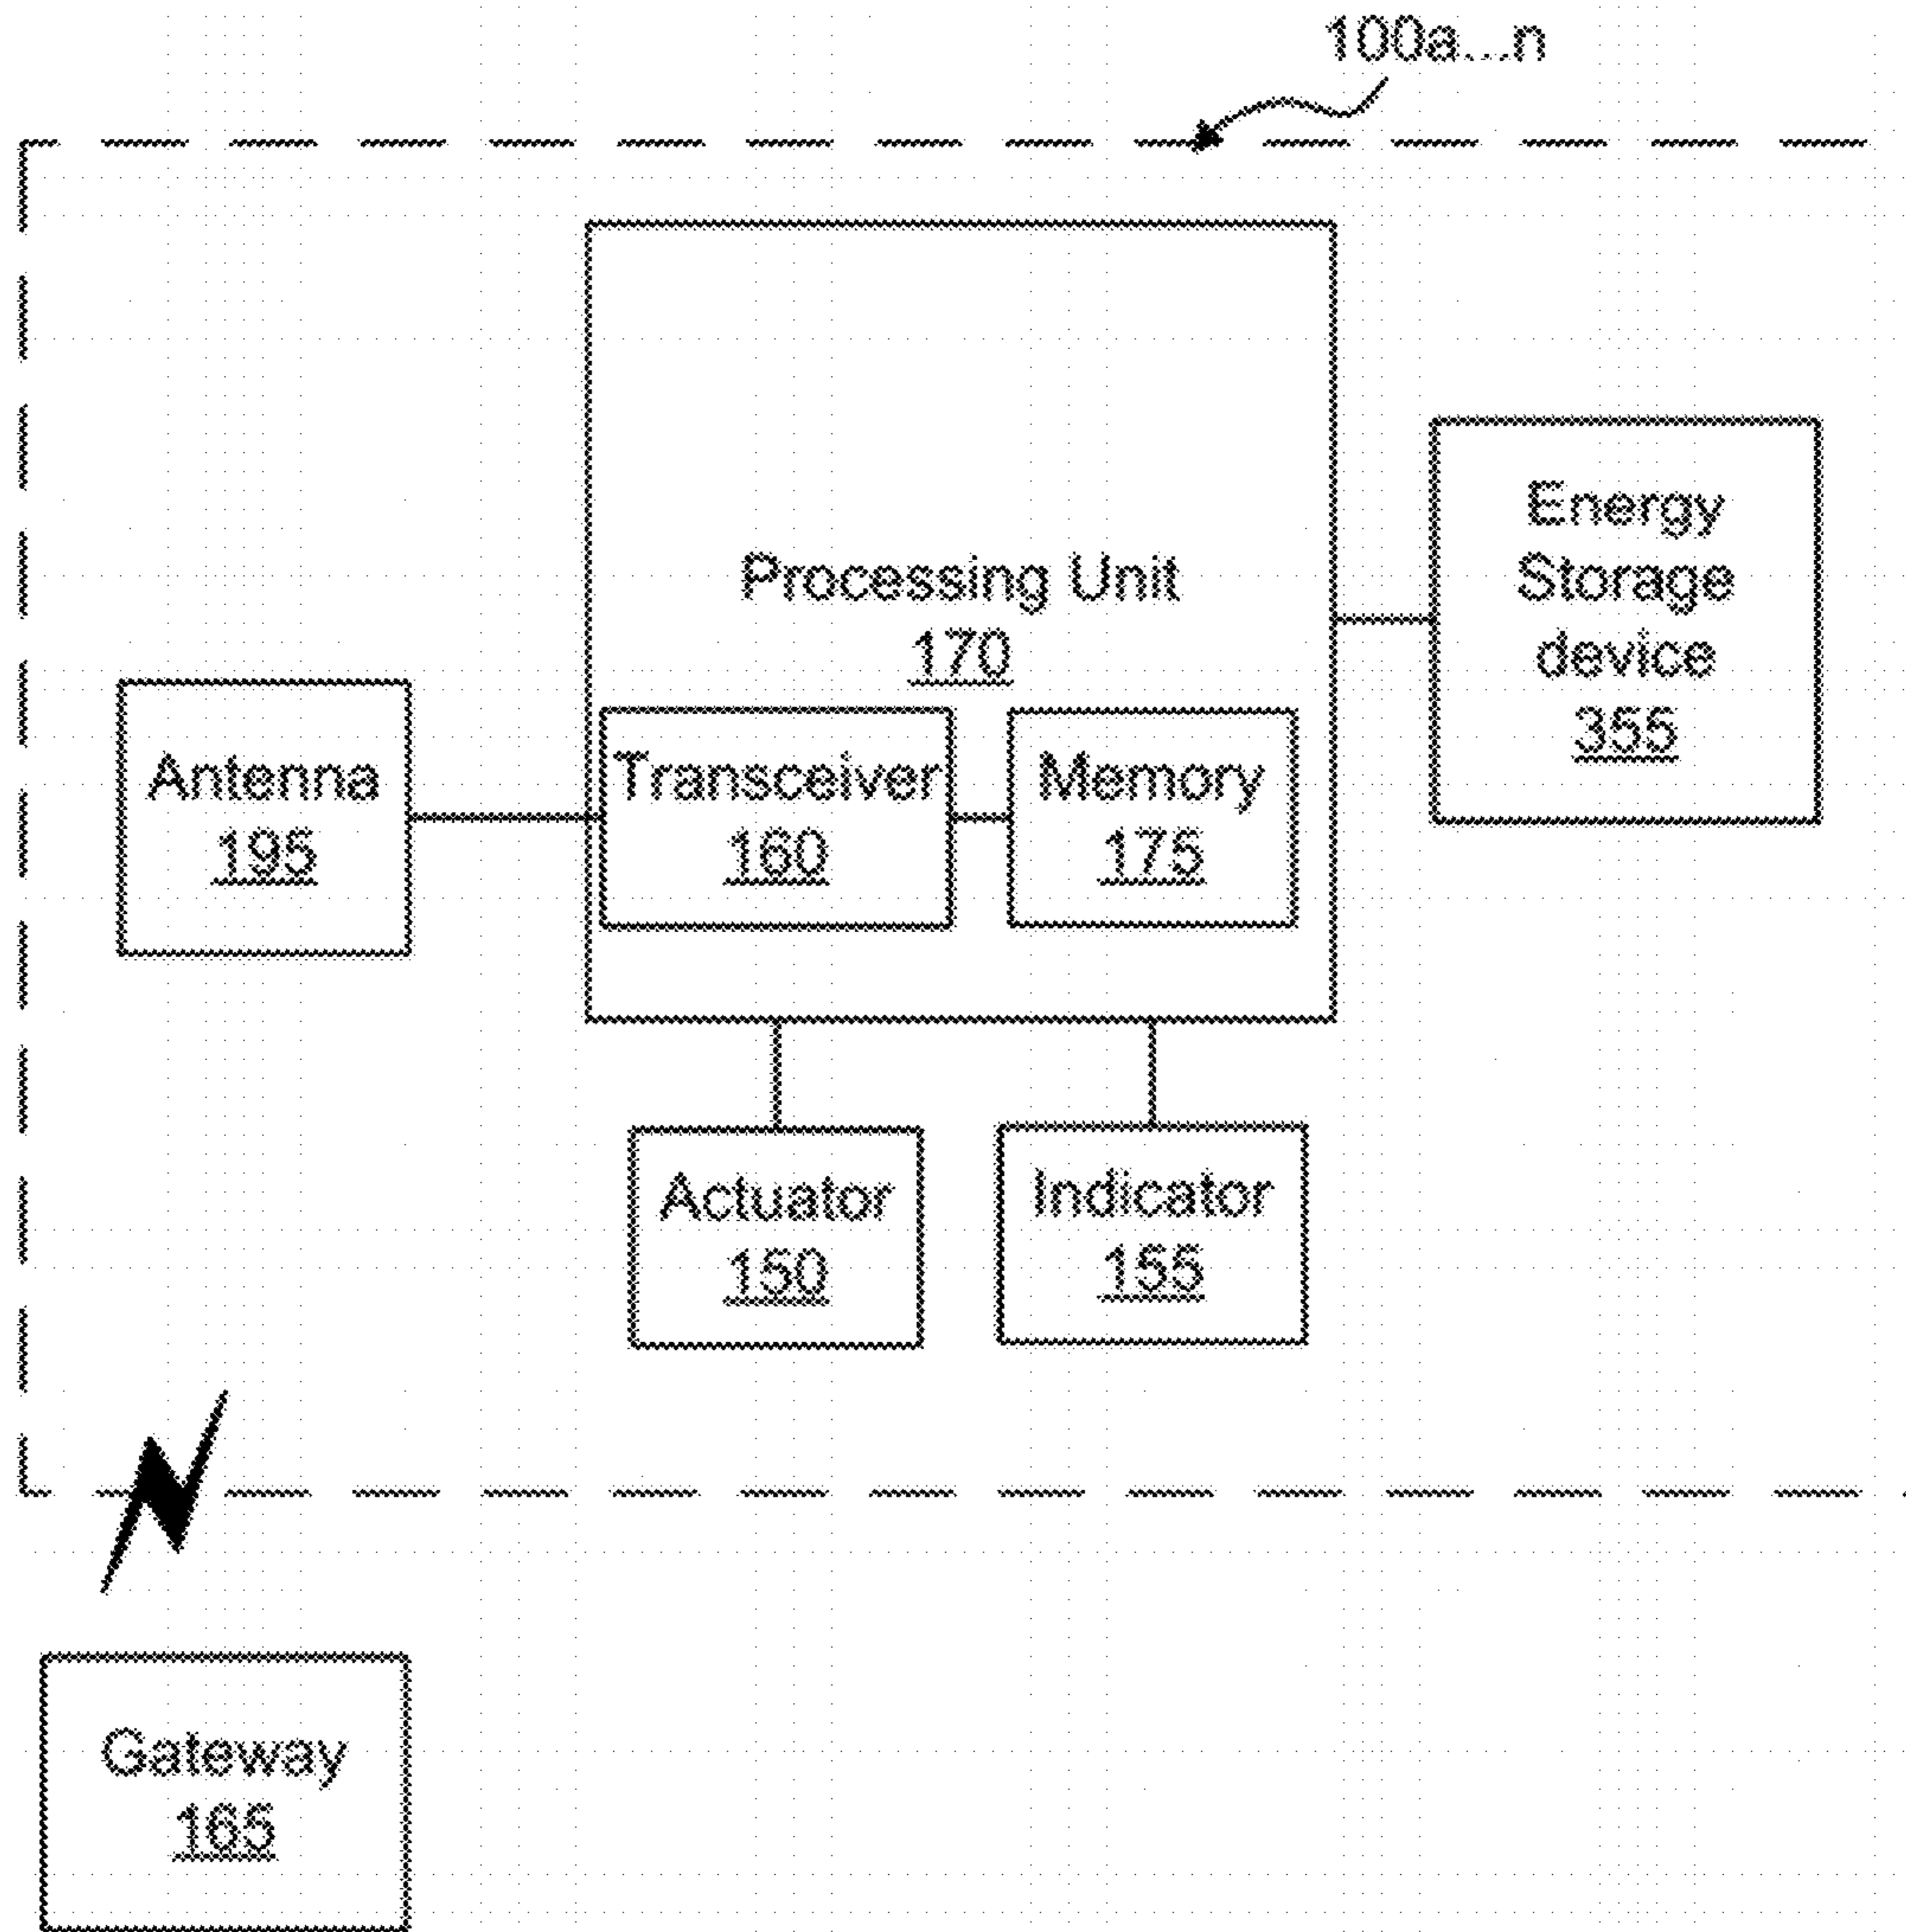 100a...n
Processing Unit
170
Energy
Storage
device
355
Antenna
195
Transceiver
160
Memory
175
Actuator
150
Indicator
155
Gateway
165